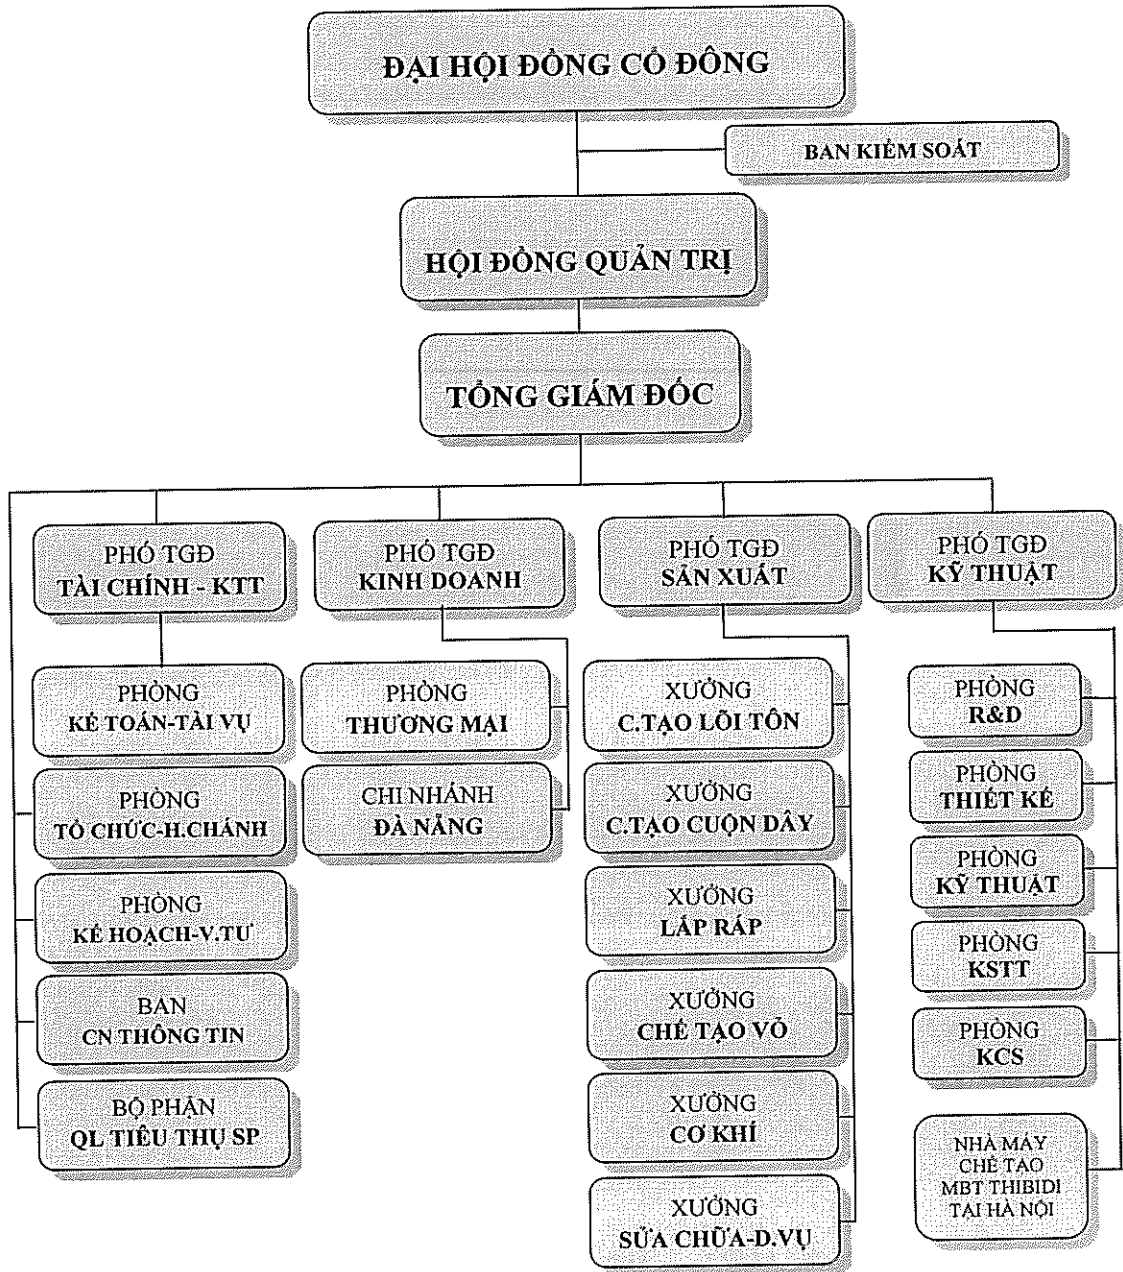 ĐẠI HỘI ĐỒNG CỔ ĐÔNG
BAN KIỂM SOÁT
HỘI ĐỒNG QUẢN TRỊ
TỔNG GIÁM ĐỐC
PHÓ TGĐ
TÀI CHÍNH - KTT
PHÒNG
KẾ TOÁN-TÀI VỤ
PHÒNG
TỔ CHỨC-H.CHÁNH
PHÒNG
KẾ HOẠCH-V.TƯ
BAN
CN THÔNG TIN
BỘ PHẬN
QL TIÊU THỤ SP
PHÓ TGĐ
KINH DOANH
PHÒNG
THƯƠNG MẠI
CHI NHÁNH
ĐÀ NẴNG
PHÓ TGĐ
SẢN XUẤT
XƯỞNG
C.TẠO LÕI TÔN
XƯỞNG
C.TẠO CUỘN DÂY
XƯỞNG
LẮP RÁP
XƯỞNG
CHẾ TẠO VỎ
XƯỞNG
CƠ KHÍ
XƯỞNG
SỬA CHỮA-D.VỤ
PHÓ TGĐ
KỸ THUẬT
PHÒNG
R&D
PHÒNG
THIẾT KẾ
PHÒNG
KỸ THUẬT
PHÒNG
KSTT
PHÒNG
KCS
NHÀ MÁY
CHẾ TẠO
MBT THIBIDI
TẠI HÀ NỘI